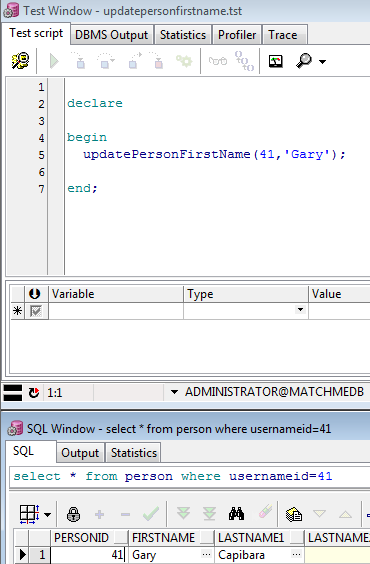 Test Window - updatepersonfirstname.tst
Test script DBMS Output Statistics Profiler Trace
1
2 declare
3
4 begin
5 updatePersonFirstName(41,'Gary');
6
7 end;
Variable Type Value
1:1 ADMINISTRATOR@MATCHMEDB
SQL Window - select * from person where usernameid=41
SQL Output Statistics
select * from person where usernameid=41
PERSONID FIRSTNAME LASTNAME1 LASTNAMEA
1 41 Gary ... Capibara ...